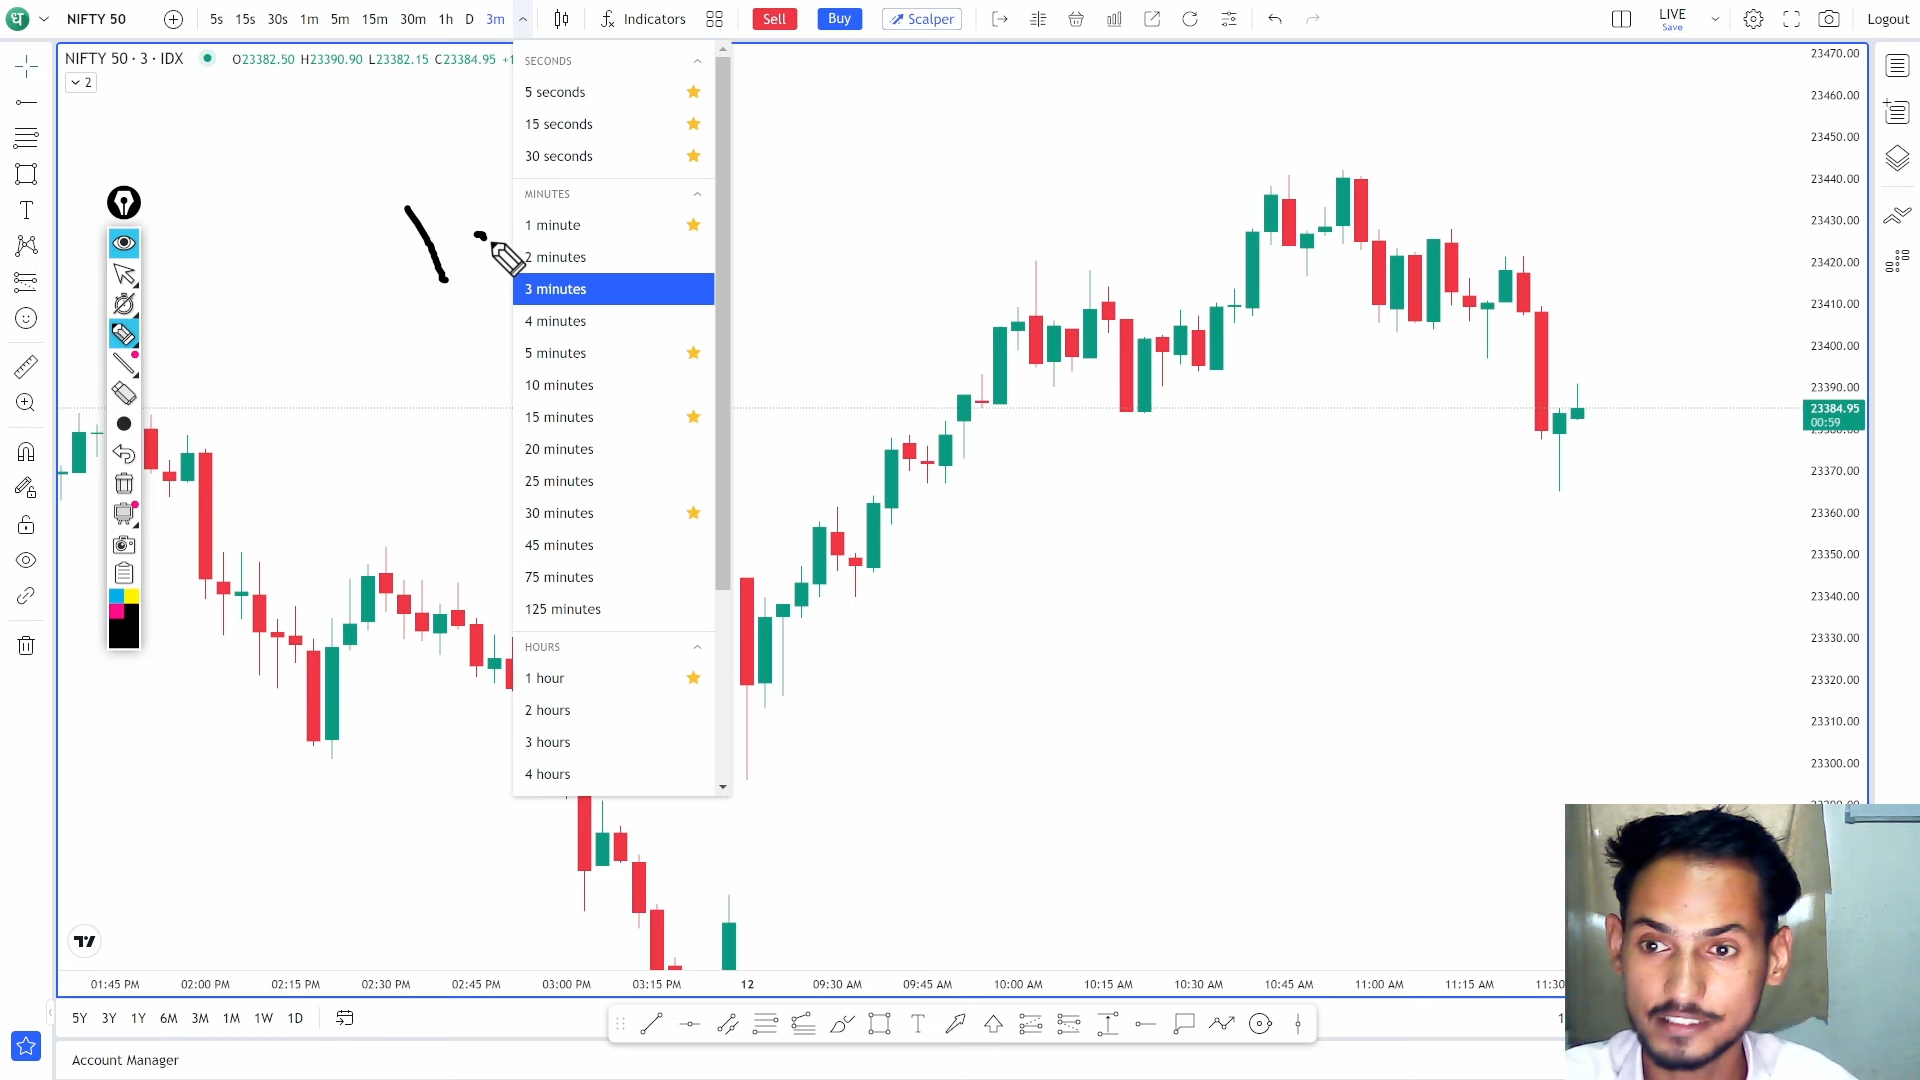 ध NIFTY 50 5s 15s 30s 1m 5m 15m 30m 1h D 3m Indicators Sell Buy Scalper LIVE Save Logout
NIFTY 50 · 3 · IDX O23382.50 H23390.90 L23382.15 C23384.95 +1
2
SECONDS
5 seconds
15 seconds
30 seconds
MINUTES
1 minute
2 minutes
3 minutes
4 minutes
5 minutes
10 minutes
15 minutes
20 minutes
25 minutes
30 minutes
45 minutes
75 minutes
125 minutes
HOURS
1 hour
2 hours
3 hours
4 hours
23470.00
23460.00
23450.00
23440.00
23430.00
23420.00
23410.00
23400.00
23390.00
23384.95
00:59
23370.00
23360.00
23350.00
23340.00
23330.00
23320.00
23310.00
23300.00
01:45 PM 02:00 PM 02:15 PM 02:30 PM 02:45 PM 03:00 PM 03:15 PM 12 09:30 AM 09:45 AM 10:00 AM 10:15 AM 10:30 AM 10:45 AM 11:00 AM 11:15 AM 11:30
5Y 3Y 1Y 6M 3M 1M 1W 1D
Account Manager